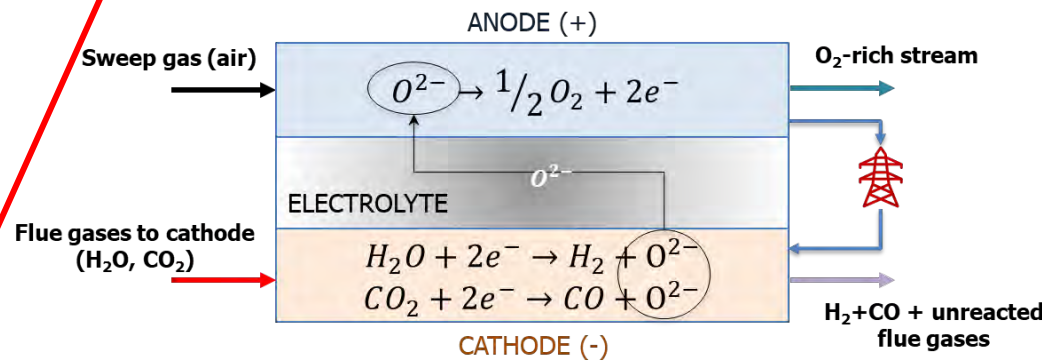 ANODE (+)
Sweep gas (air)
O₂-rich stream
O²⁻ → 1/2 O₂ + 2e⁻
O²⁻
ELECTROLYTE
Flue gases to cathode
(H₂O, CO₂)
H₂O + 2e⁻ → H₂ + O²⁻
CO₂ + 2e⁻ → CO + O²⁻
H₂+CO + unreacted
flue gases
CATHODE (-)